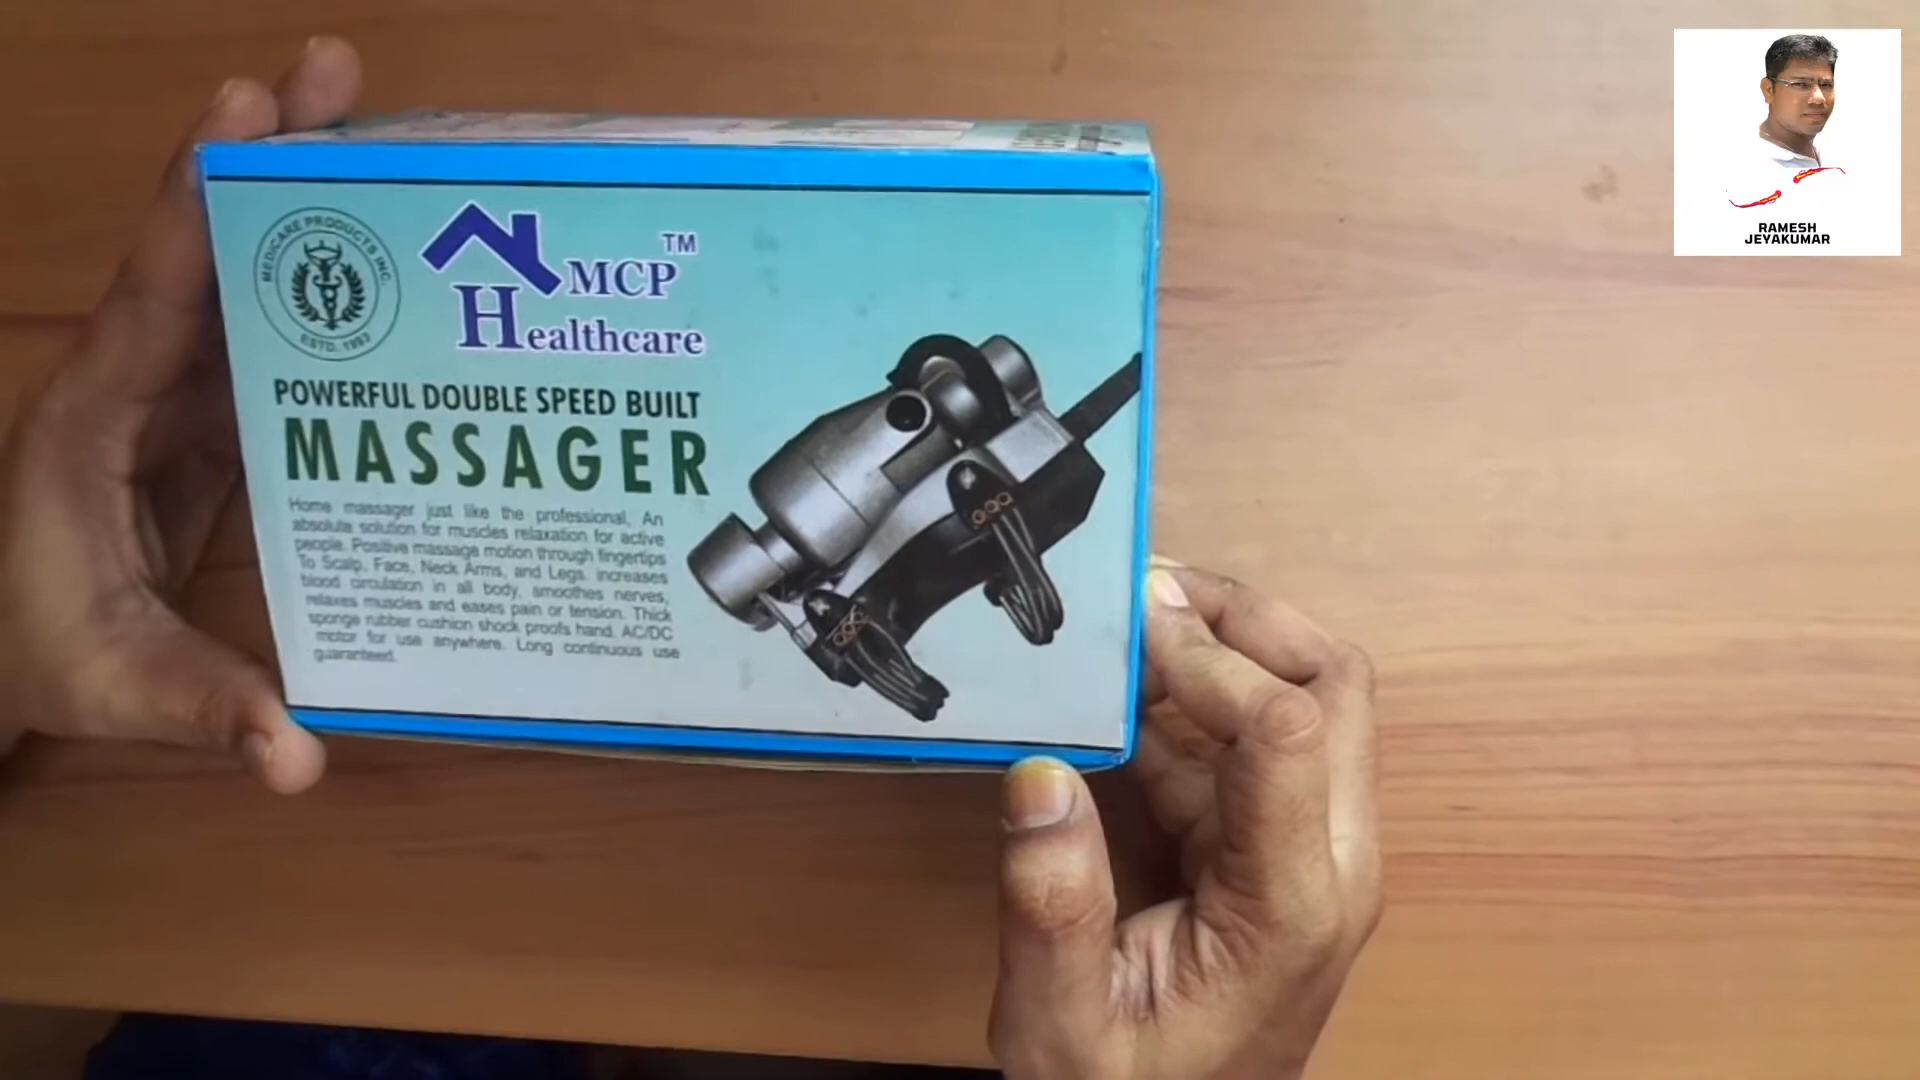 MEDICARE PRODUCTS INC.
ESTD. 1993
MCP TM
Healthcare
POWERFUL DOUBLE SPEED BUILT
MASSAGER
Home massager just like the professional, An
absolute solution for muscles relaxation for active
people. Positive massage motion through fingertips
To Scalp, Face, Neck Arms, and Legs. increases
blood circulation in all body, smoothes nerves,
relaxes muscles and eases pain or tension. Thick
sponge rubber cushion shock proofs hand. AC/DC
motor for use anywhere. Long continuous use
guaranteed.
RAMESH
JEYAKUMAR